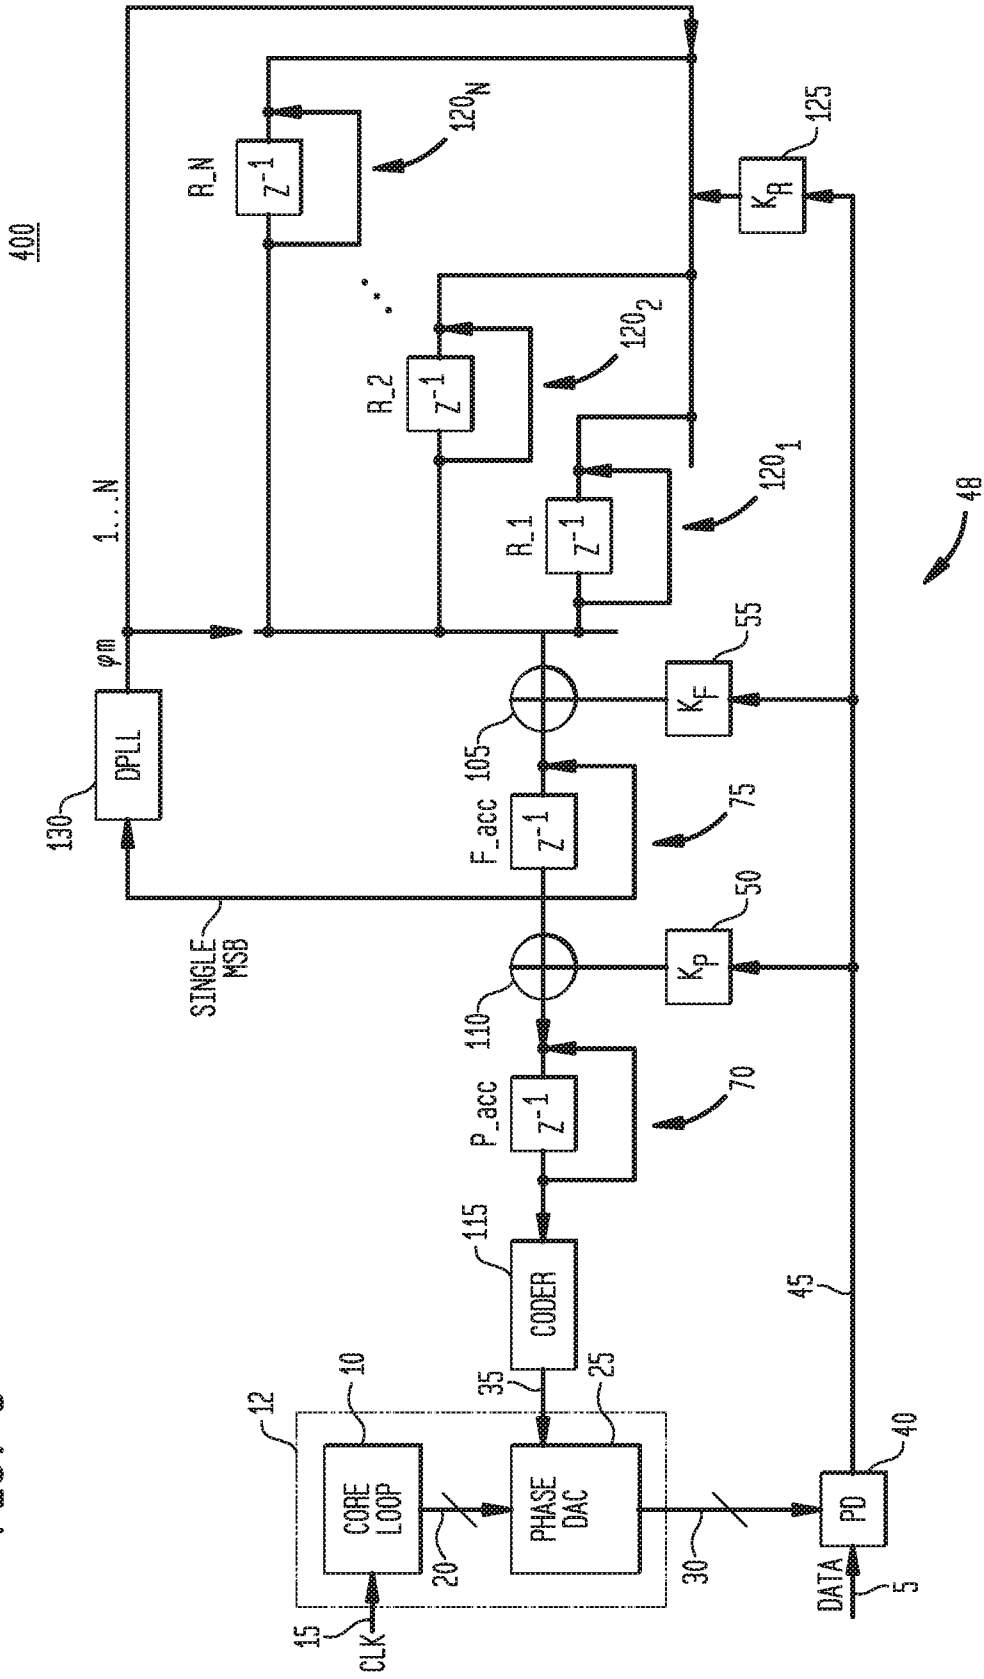 400
130
DPLL
φm
1...N
SINGLE
MSB
R_N
Z⁻¹
120N
R_2
Z⁻¹
120₂
R_1
Z⁻¹
120₁
KR
125
105
F_acc
Z⁻¹
75
KF
55
110
P_acc
Z⁻¹
70
KP
50
115
CODER
35
12
10
CORE
LOOP
15
CLK
20
25
PHASE
DAC
30
DATA
5
PD
40
45
48